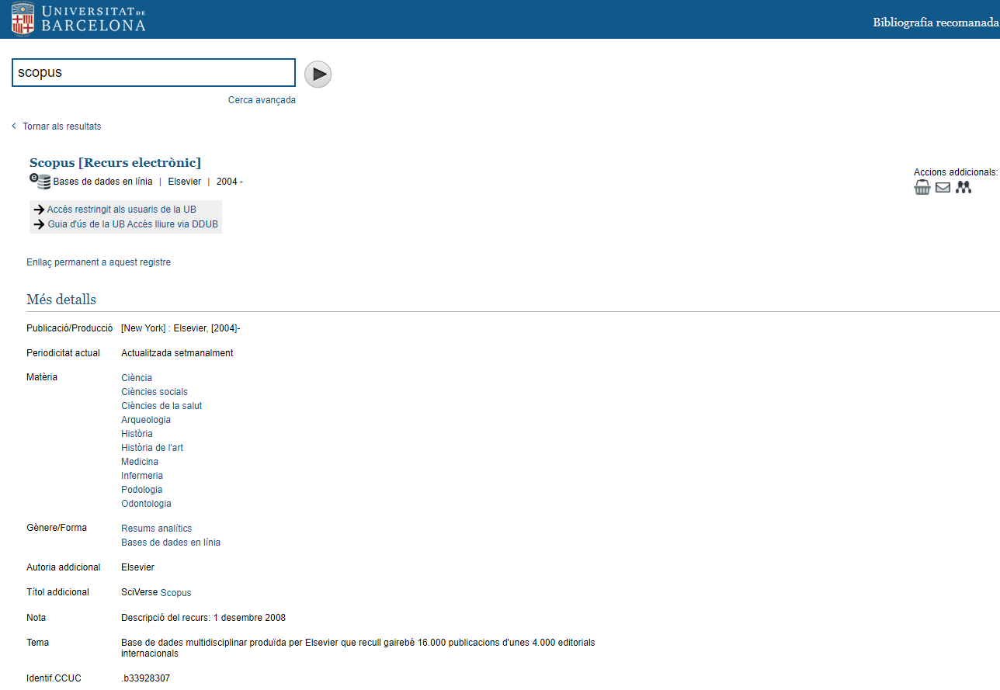 UNIVERSITAT DE
BARCELONA
Bibliografia recomanada
scopus
Cerca avançada
Tornar als resultats
Scopus [Recurs electrònic]
Bases de dades en línia | Elsevier | 2004 -
Accions addicionals:
Accés restringit als usuaris de la UB
Guia d'ús de la UB Accés lliure via DDUB
Enllaç permanent a aquest registre
Més detalls
Publicació/Producció [New York] : Elsevier, [2004]-
Periodicitat actual Actualitzada setmanalment
Matèria Ciència
Ciències socials
Ciències de la salut
Arqueologia
Història
Història de l'art
Medicina
Infermeria
Podologia
Odontologia
Gènere/Forma Resums analítics
Bases de dades en línia
Autoria addicional Elsevier
Títol addicional SciVerse Scopus
Nota Descripció del recurs: 1 desembre 2008
Tema Base de dades multidisciplinar produïda per Elsevier que recull gairebé 16.000 publicacions d'unes 4.000 editorials
internacionals
Identif.CCUC .b33928307